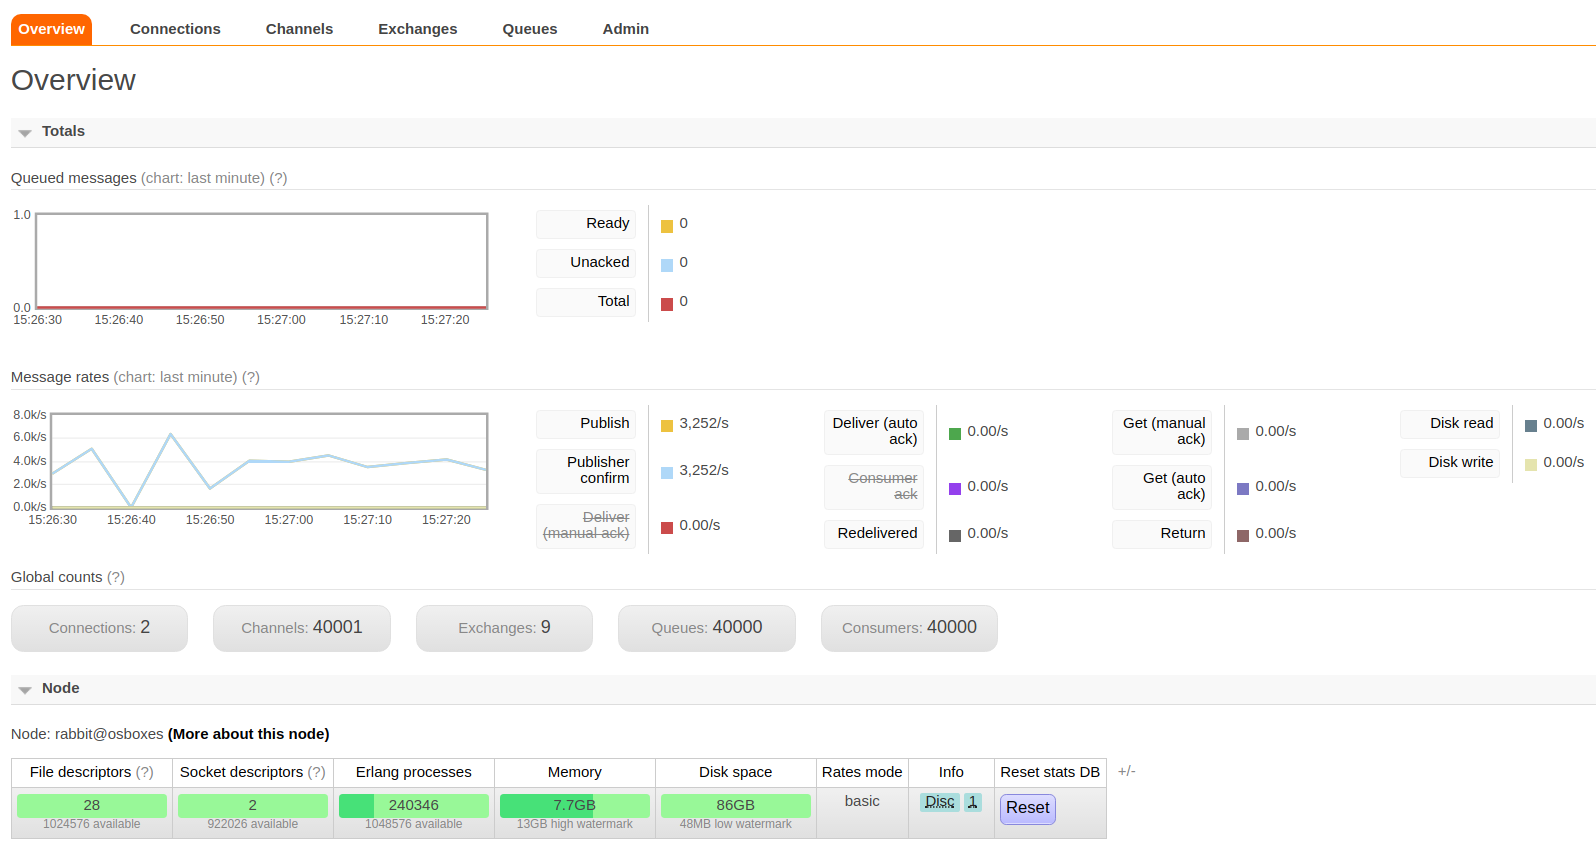 Overview Connections Channels Exchanges Queues Admin
Overview
Totals
Queued messages (chart: last minute) (?)
1.0
0.0
15:26:30 15:26:40 15:26:50 15:27:00 15:27:10 15:27:20
Ready 0
Unacked 0
Total 0
Message rates (chart: last minute) (?)
8.0k/s
6.0k/s
4.0k/s
2.0k/s
0.0k/s
15:26:30 15:26:40 15:26:50 15:27:00 15:27:10 15:27:20
Publish 3,252/s
Publisher
confirm 3,252/s
Deliver
(manual ack) 0.00/s
Deliver (auto
ack) 0.00/s
Consumer
ack 0.00/s
Redelivered 0.00/s
Get (manual
ack) 0.00/s
Get (auto
ack) 0.00/s
Return 0.00/s
Disk read 0.00/s
Disk write 0.00/s
Global counts (?)
Connections: 2 Channels: 40001 Exchanges: 9 Queues: 40000 Consumers: 40000
Node
Node: rabbit@osboxes (More about this node)
File descriptors (?) Socket descriptors (?) Erlang processes Memory Disk space Rates mode Info Reset stats DB +/-
28 2 240346 7.7GB 86GB basic Disc 1 Reset
1024576 available 922026 available 1048576 available 13GB high watermark 48MB low watermark